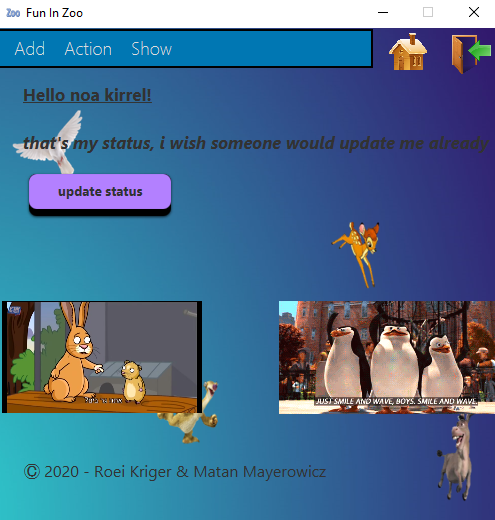 Zoo Fun In Zoo
Add Action Show
Hello noa kirrel!
that's my status, i wish someone would update me already
update status
JUST SMILE AND WAVE, BOYS. SMILE AND WAVE.
© 2020 - Roei Kriger & Matan Mayerowicz